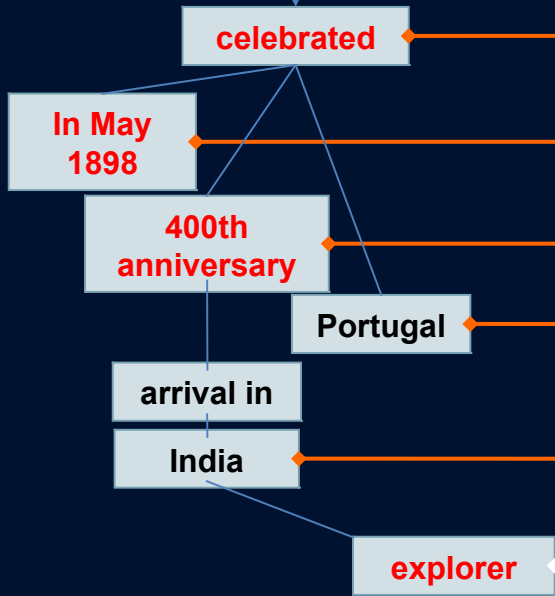 celebrated
In May
1898
400th
anniversary
Portugal
arrival in
India
explorer